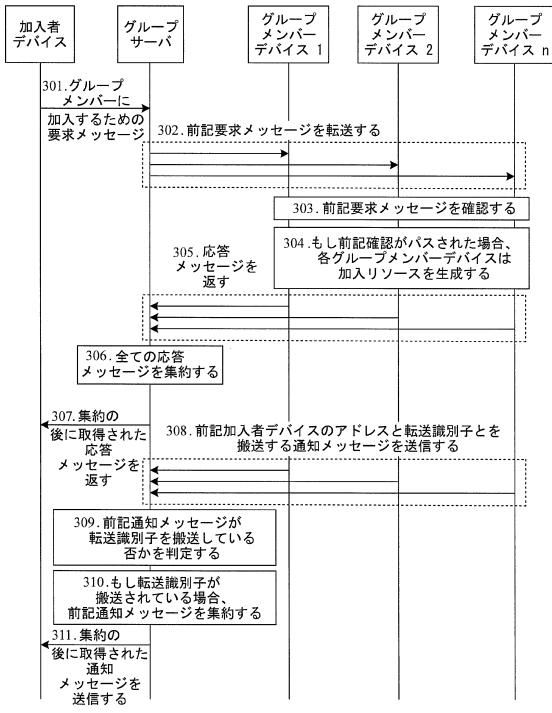 加入者
デバイス
グループ
サーバ
グループ
メンバー
デバイス 1
グループ
メンバー
デバイス 2
グループ
メンバー
デバイス n
301.グループ
メンバーに
加入するための
要求メッセージ
302.前記要求メッセージを転送する
303.前記要求メッセージを確認する
304.もし前記確認がパスされた場合、
各グループメンバーデバイスは
加入リソースを生成する
305.応答
メッセージを
返す
306.全ての応答
メッセージを集約する
307.集約の
後に取得された
応答
メッセージを
返す
308.前記加入者デバイスのアドレスと転送識別子とを
搬送する通知メッセージを送信する
309.前記通知メッセージが
転送識別子を搬送している
否かを判定する
310.もし転送識別子が
搬送されている場合、
前記通知メッセージを集約する
311.集約の
後に取得された
通知
メッセージを
送信する